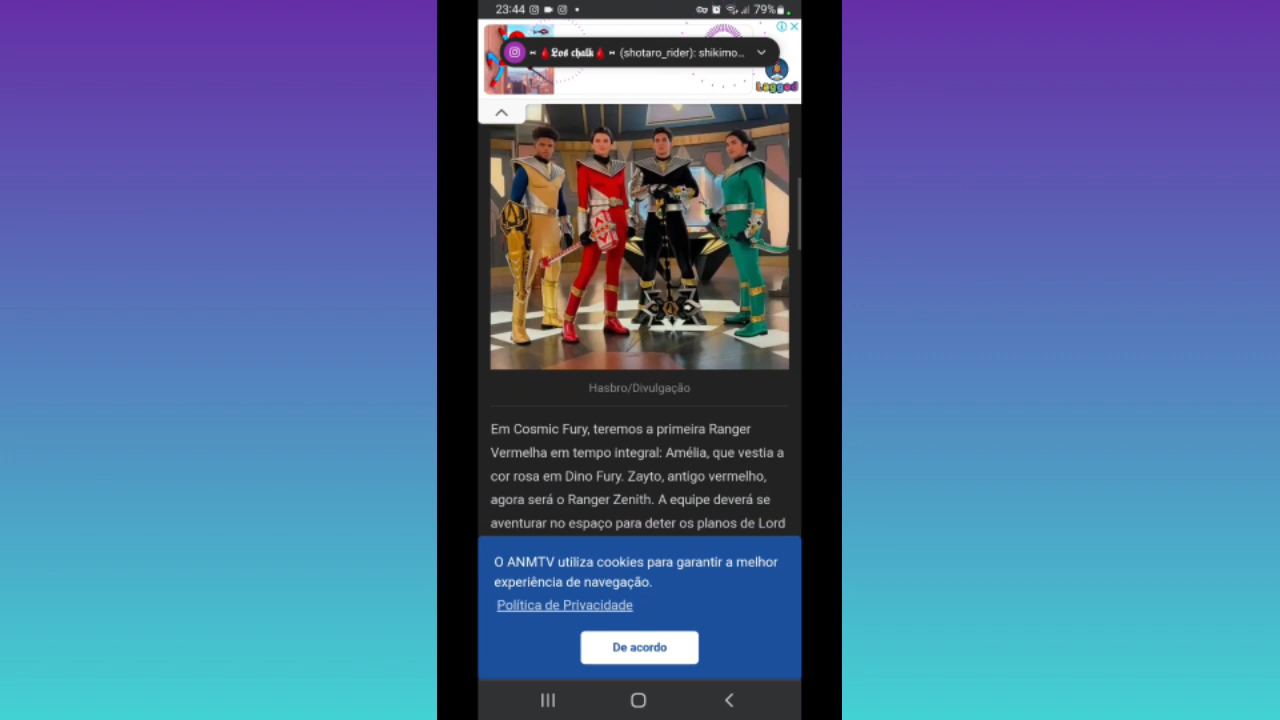 23:44
79%
𝕷𝖔𝖘 𝖈𝖍𝖆𝖑𝖐 (shotaro_rider): shikimo...
Lagged
Hasbro/Divulgação
Em Cosmic Fury, teremos a primeira Ranger
Vermelha em tempo integral: Amélia, que vestia a
cor rosa em Dino Fury. Zayto, antigo vermelho,
agora será o Ranger Zenith. A equipe deverá se
aventurar no espaço para deter os planos de Lord
O ANMTV utiliza cookies para garantir a melhor
experiência de navegação.
Política de Privacidade
De acordo